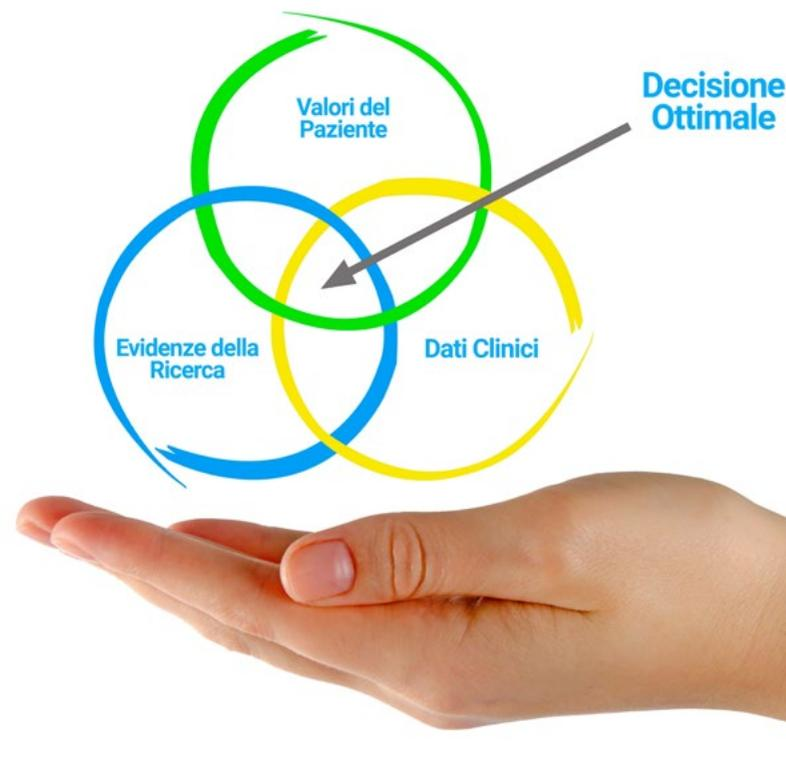 Valori del
Paziente
Decisione
Ottimale
Evidenze della
Ricerca
Dati Clinici